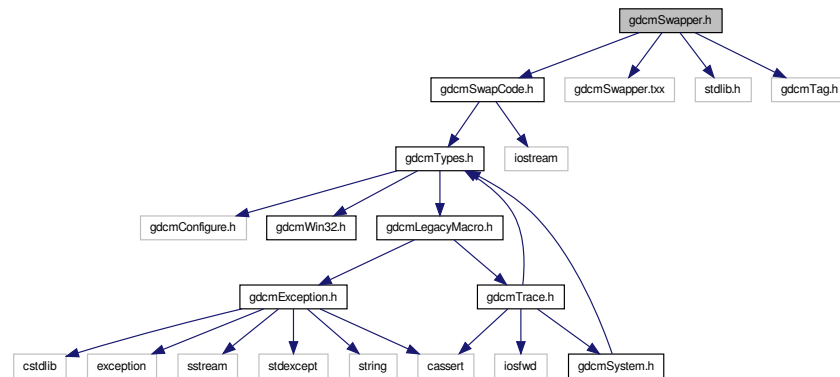 gdcmSwapper.h
gdcmSwapCode.h
gdcmSwapper.txx
stdlib.h
gdcmTag.h
gdcmTypes.h
iostream
gdcmConfigure.h
gdcmWin32.h
gdcmLegacyMacro.h
gdcmException.h
gdcmTrace.h
cstdlib
exception
sstream
stdexcept
string
cassert
iosfwd
gdcmSystem.h